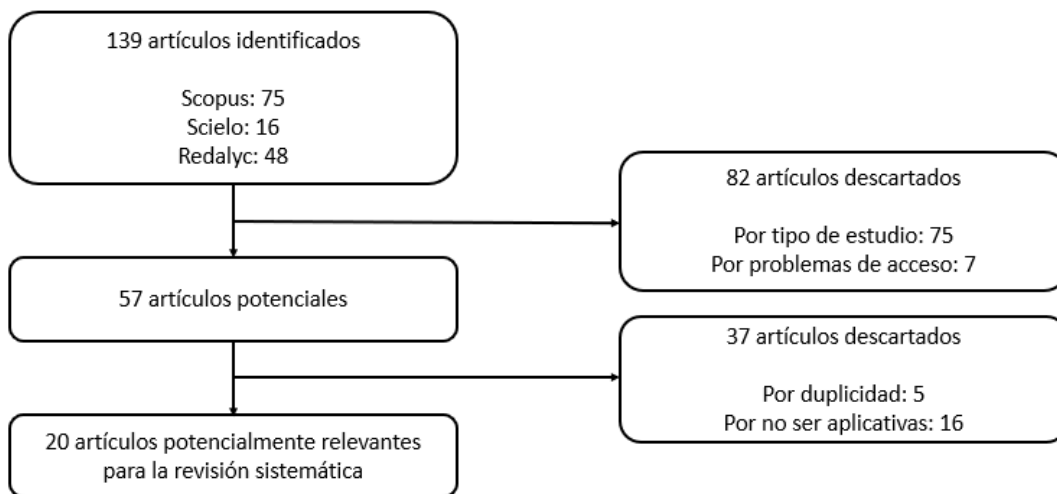 139 artículos identificados
Scopus: 75
Scielo: 16
Redalyc: 48
82 artículos descartados
Por tipo de estudio: 75
Por problemas de acceso: 7
57 artículos potenciales
37 artículos descartados
Por duplicidad: 5
Por no ser aplicativas: 16
20 artículos potencialmente relevantes
para la revisión sistemática